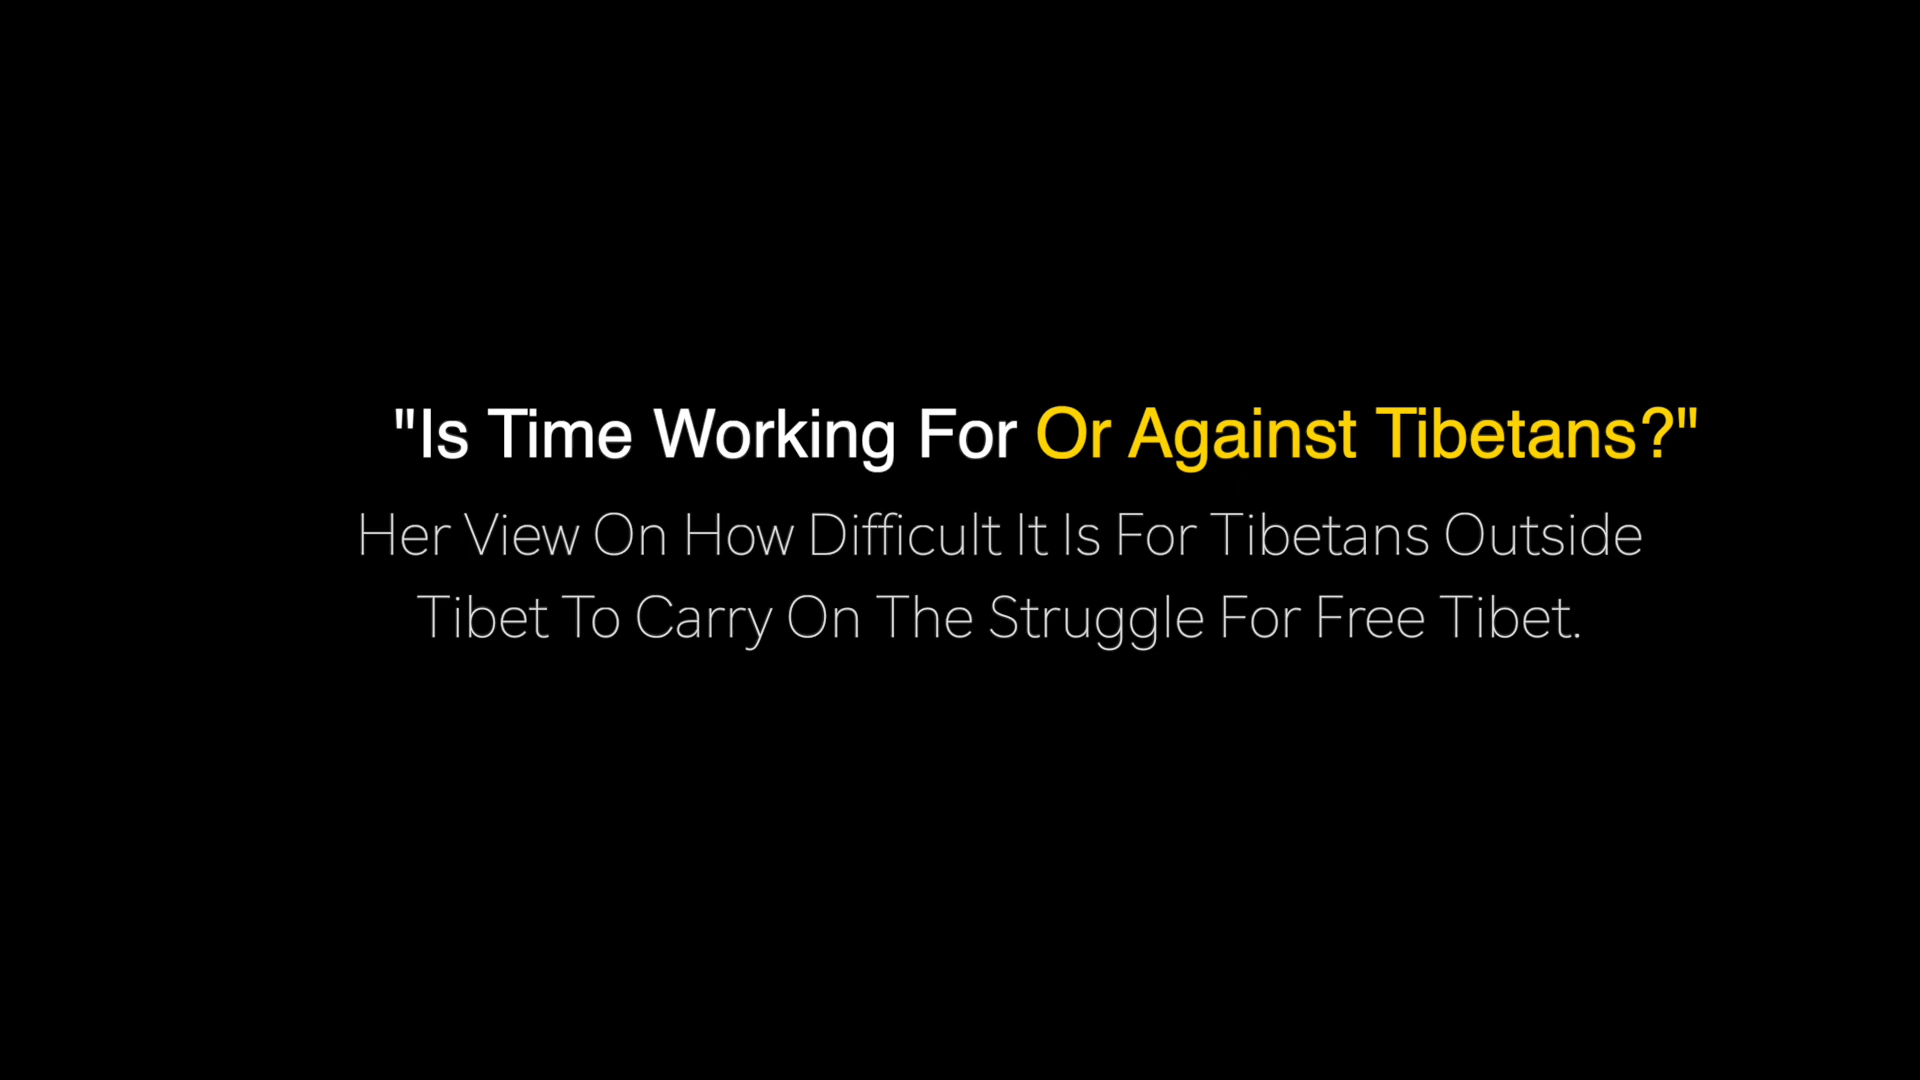 "Is Time Working For Or Against Tibetans?"
Her View On How Difficult It Is For Tibetans Outside
Tibet To Carry On The Struggle For Free Tibet.